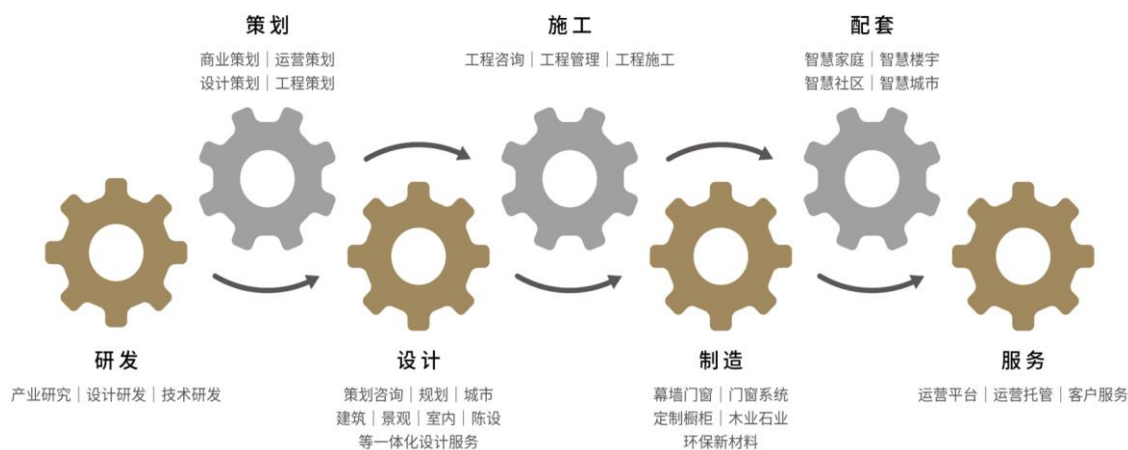 策划
商业策划｜运营策划
设计策划｜工程策划
施工
工程咨询｜工程管理｜工程施工
配套
智慧家庭｜智慧楼宇
智慧社区｜智慧城市
研发
产业研究｜设计研发｜技术研发
设计
策划咨询｜规划｜城市
建筑｜景观｜室内｜陈设
等一体化设计服务
制造
幕墙门窗｜门窗系统
定制橱柜｜木业石业
环保新材料
服务
运营平台｜运营托管｜客户服务